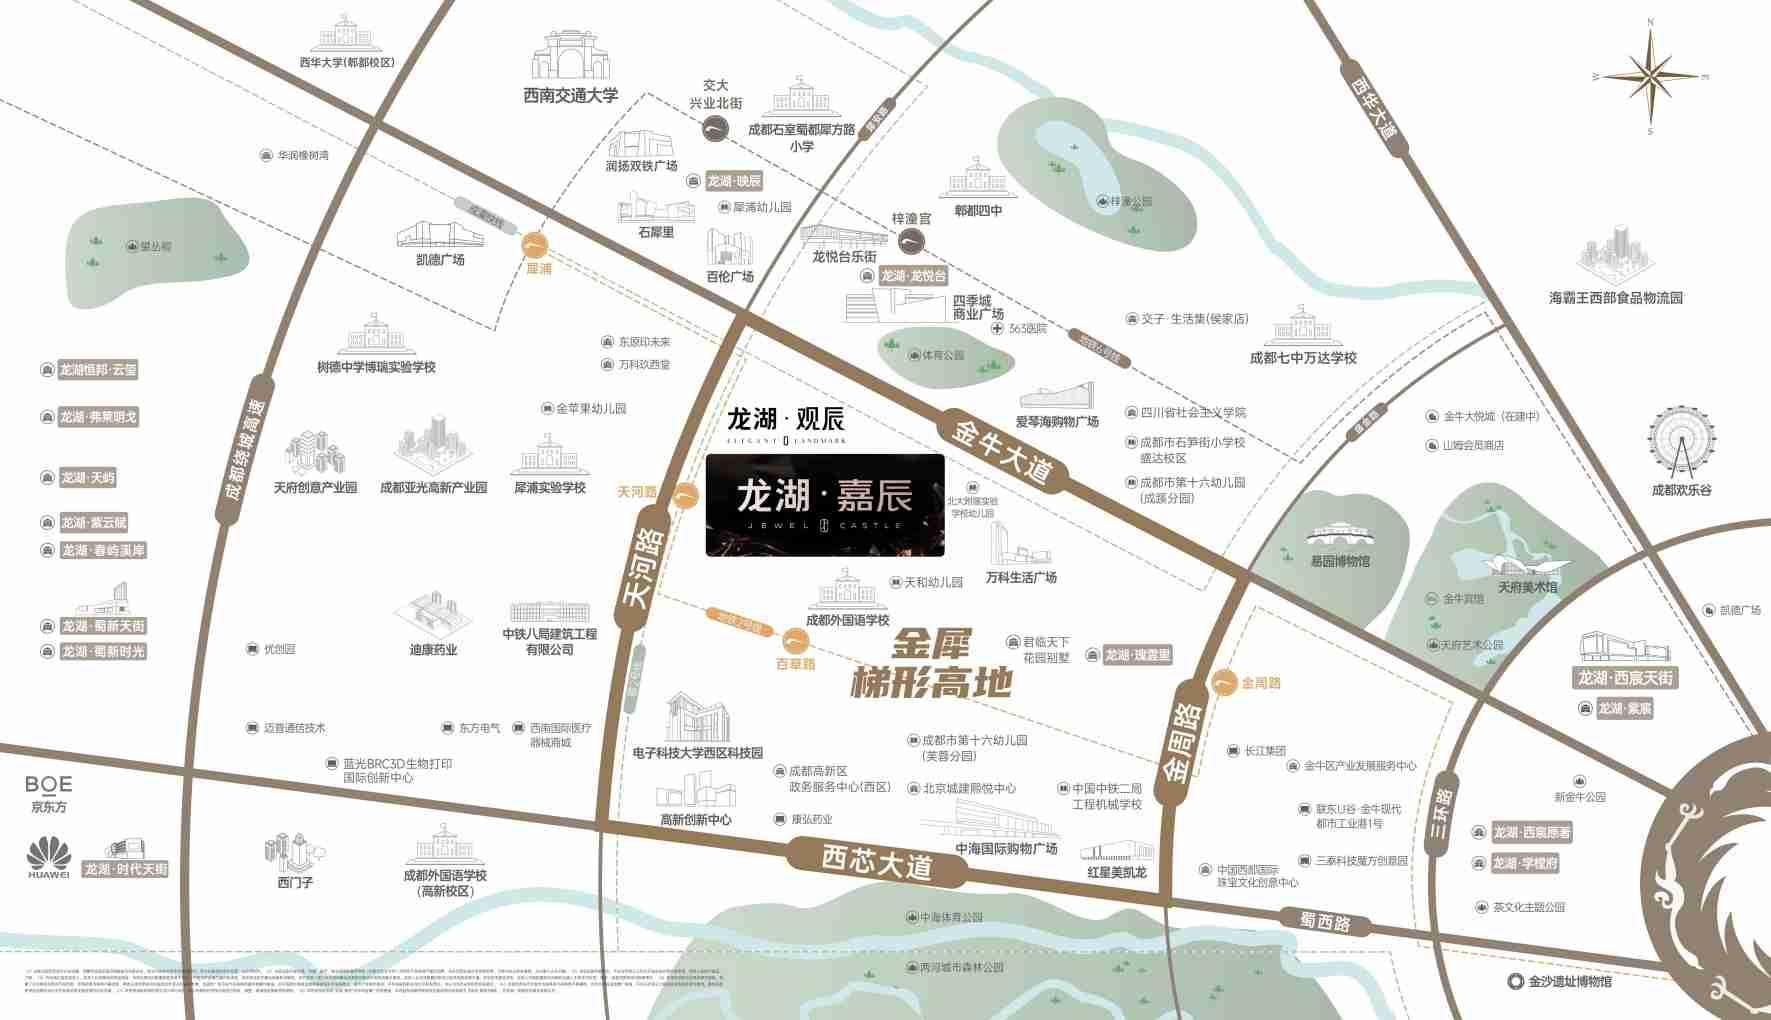 N
W
E
S
西华大学(郫都校区)
西南交通大学
交大
兴业北街
成都石室蜀都犀方路
小学
西华大道
华润橡树湾
润扬双铁广场
龙湖·映辰
犀浦幼儿园
石犀里
百伦广场
郫都四中
梓潼公园
梓潼宫
龙悦台乐街
龙湖·龙悦台
四季城
商业广场
363医院
体育公园
望丛祠
凯德广场
犀浦
海霸王西部食品物流园
交子·生活集(侯家店)
成都七中万达学校
地铁6号线
树德中学博瑞实验学校
东原印未来
万科玖西堂
龙湖恒邦·云玺
龙湖·弗莱明戈
龙湖·天屿
龙湖·紫云赋
龙湖·春屿溪岸
龙湖·蜀新天街
龙湖·蜀新时光
成都绕城高速
金苹果幼儿园
天府创意产业园
成都亚光高新产业园
犀浦实验学校
天河路
天河路
龙湖·观辰
ELEGANT LANDMARK
龙湖·嘉辰
JEWEL CASTLE
金牛大道
爱琴海购物广场
四川省社会主义学院
成都市石笋街小学校
盛达校区
成都市第十六幼儿园
(成灏分园)
金牛大悦城（在建中）
山姆会员商店
成都欢乐谷
北大附属实验
学校幼儿园
万科生活广场
天和幼儿园
成都外国语学校
地铁2号线
百草路
金犀
梯形高地
君临天下
花园别墅
龙湖·瑰云里
金周路
金周路
天府美术馆
金牛宾馆
天府艺术公园
凯德广场
龙湖·西宸天街
龙湖·紫宸
优创园
迪康药业
中铁八局建筑工程
有限公司
迈普通信技术
东方电气
西南国际医疗
器械商城
蓝光BRC3D生物打印
国际创新中心
BOE
京东方
HUAWEI
龙湖·时代天街
西门子
成都外国语学校
(高新校区)
电子科技大学西区科技园
高新创新中心
成都高新区
政务服务中心(西区)
康弘药业
成都市第十六幼儿园
(芙蓉分园)
北京城建熙悦中心
中国中铁二局
工程机械学校
中海国际购物广场
红星美凯龙
西芯大道
长江集团
金牛区产业发展服务中心
联东U谷·金牛现代
都市工业港1号
三泰科技魔方创意园
中国西部国际
珠宝文化创意中心
三环路
新金牛公园
龙湖·西宸原著
龙湖·学樘府
茶文化主题公园
蜀西路
中海体育公园
两河城市森林公园
金沙遗址博物馆